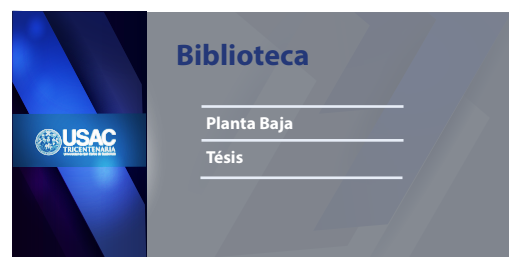 Biblioteca
USAC
TRICENTENARIA
Planta Baja
Tésis